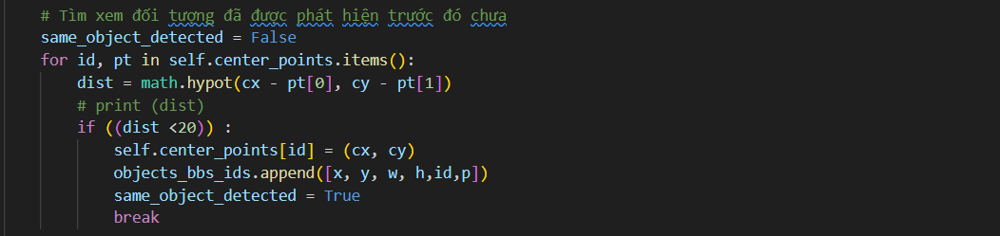 # Tìm xem đối tượng đã được phát hiện trước đó chưa
same_object_detected = False
for id, pt in self.center_points.items():
dist = math.hypot(cx - pt[0], cy - pt[1])
# print (dist)
if ((dist <20)) :
self.center_points[id] = (cx, cy)
objects_bbs_ids.append([x, y, w, h,id,p])
same_object_detected = True
break